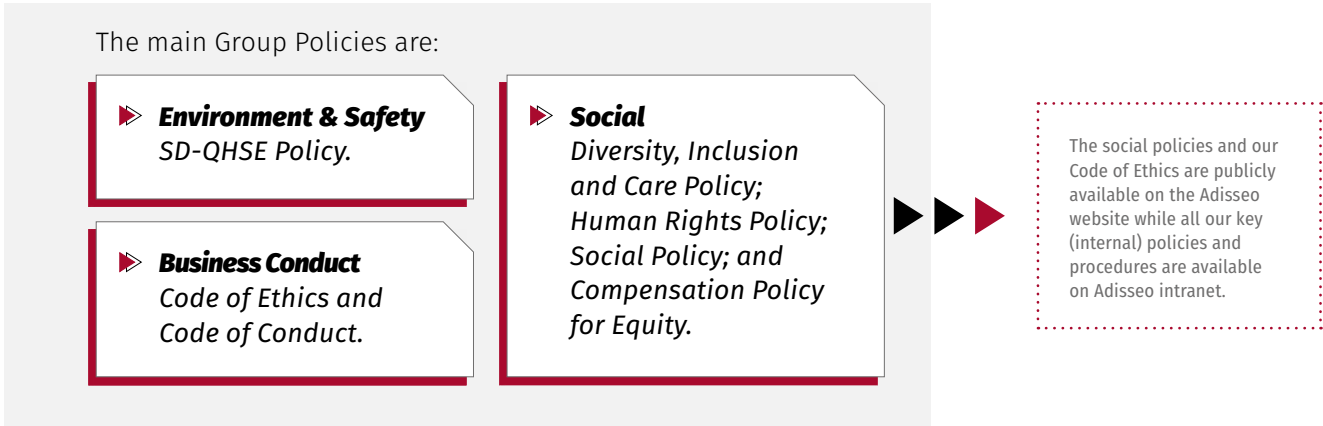 The main Group Policies are:
Environment & Safety
SD-QHSE Policy.
Business Conduct
Code of Ethics and
Code of Conduct.
Social
Diversity, Inclusion
and Care Policy;
Human Rights Policy;
Social Policy; and
Compensation Policy
for Equity.
The social policies and our
Code of Ethics are publicly
available on the Adisseo
website while all our key
(internal) policies and
procedures are available
on Adisseo intranet.